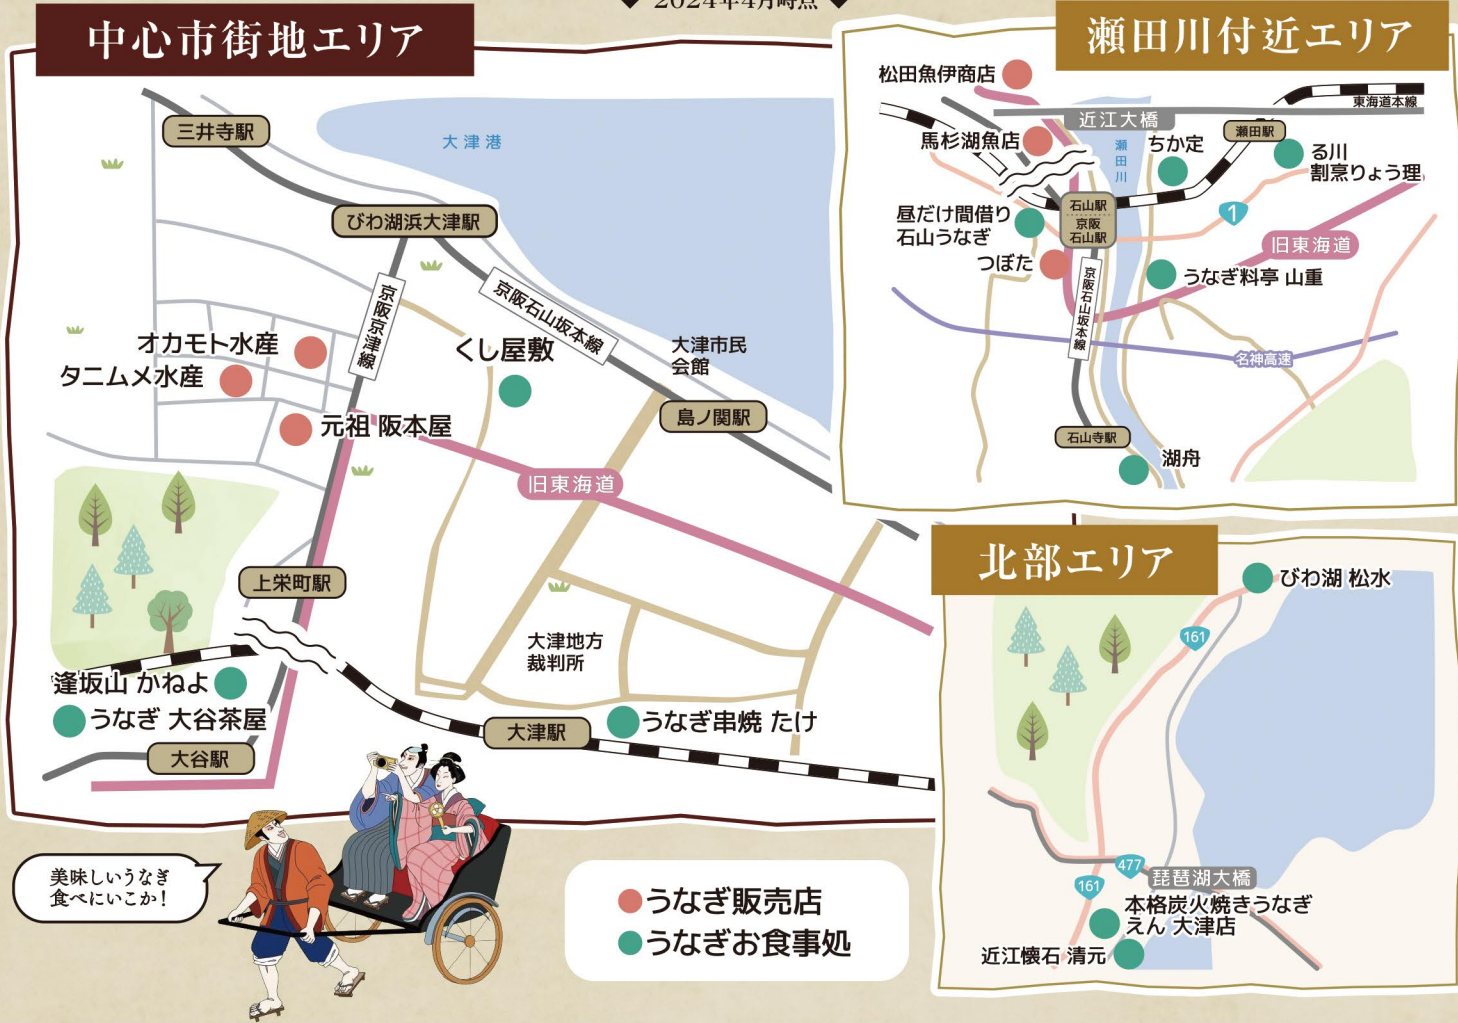 2024年4月時点
中心市街地エリア
三井寺駅
大津港
びわ湖浜大津駅
京阪京津線
京阪石山坂本線
オカモト水産
タニムメ水産
元祖 阪本屋
くし屋敷
大津市民
会館
島ノ関駅
旧東海道
上栄町駅
大津地方
裁判所
逢坂山 かねよ
うなぎ 大谷茶屋
大谷駅
大津駅
うなぎ串焼 たけ
瀬田川付近エリア
松田魚伊商店
東海道本線
近江大橋
馬杉湖魚店
瀬田川
ちか定
瀬田駅
る川
割烹りょう理
昼だけ間借り
石山うなぎ
石山駅
京阪
石山駅
1
旧東海道
つぼた
うなぎ料亭 山重
京阪石山坂本線
名神高速
石山寺駅
湖舟
北部エリア
びわ湖 松水
161
477
161
琵琶湖大橋
本格炭火焼きうなぎ
えん 大津店
近江懐石 清元
美味しいうなぎ
食べにいこか！
うなぎ販売店
うなぎお食事処